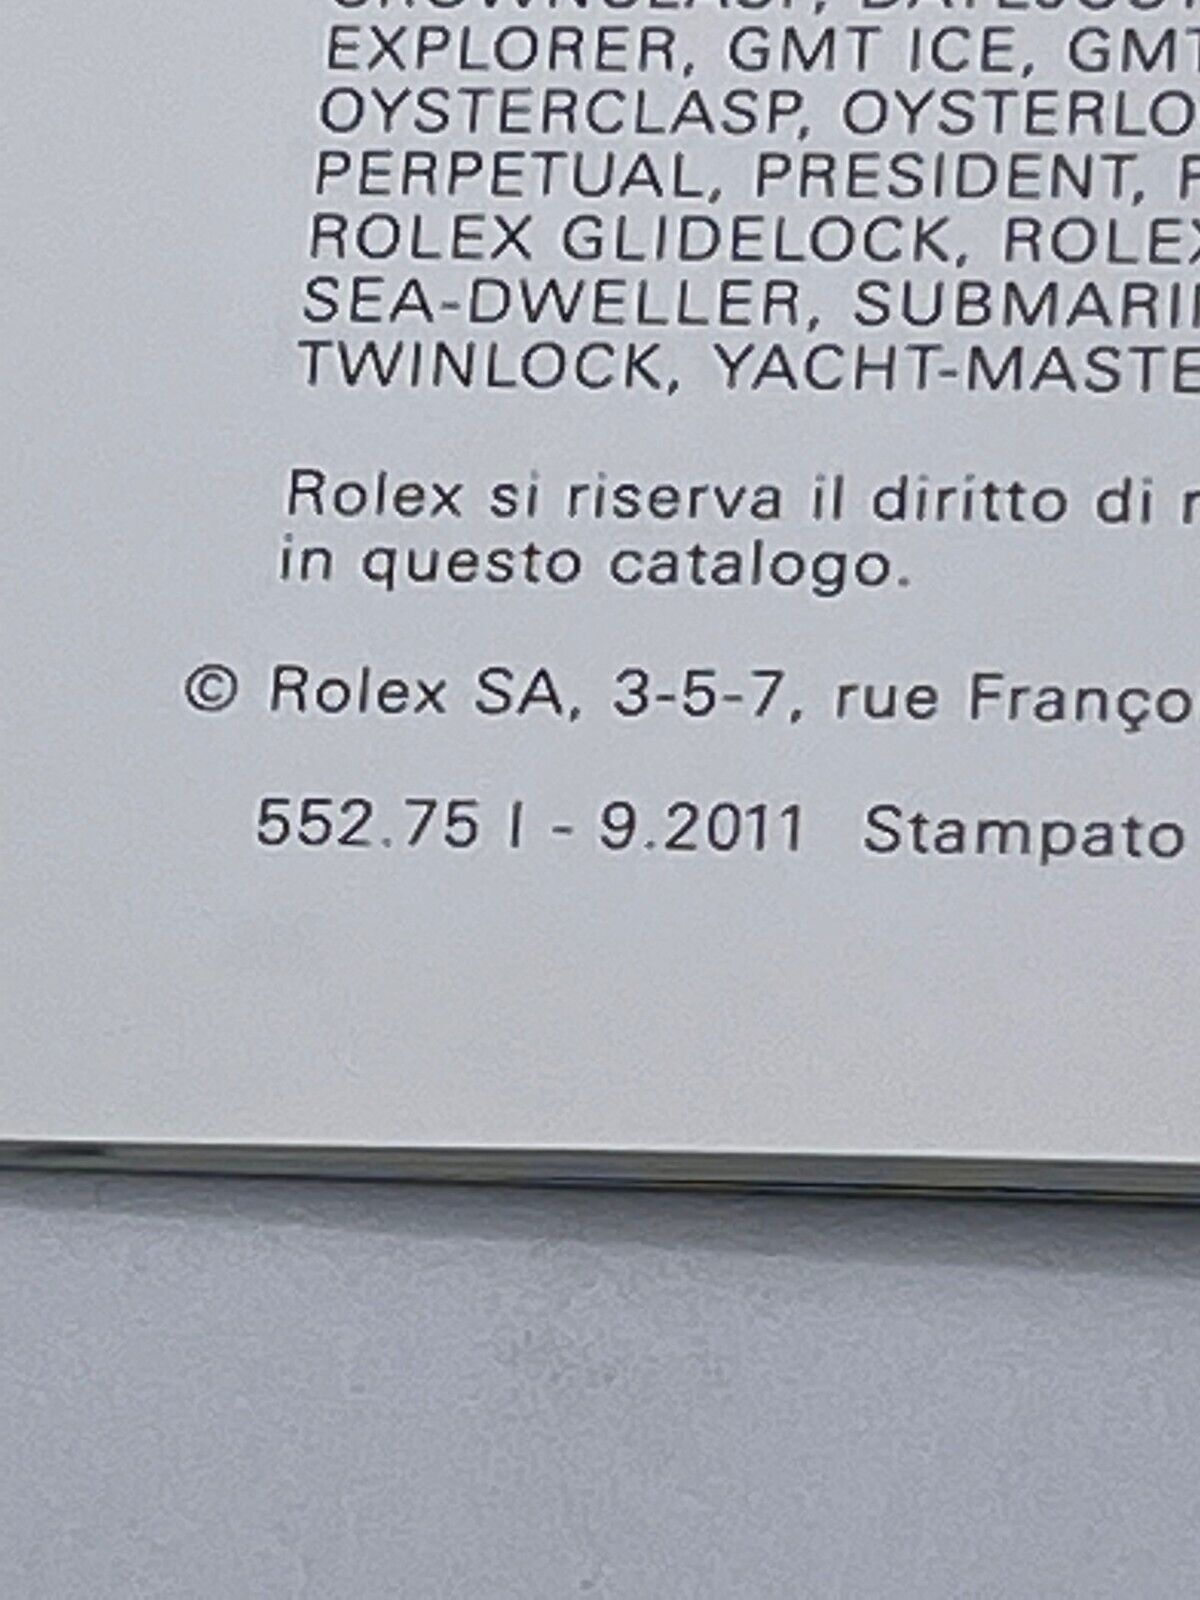 CROWNCLASP, DATEJUST
EXPLORER, GMT ICE, GMT
OYSTERCLASP, OYSTERLO
PERPETUAL, PRESIDENT,
ROLEX GLIDELOCK, ROLEX
SEA-DWELLER, SUBMARI
TWINLOCK, YACHT-MASTE
Rolex si riserva il diritto di
in questo catalogo.
© Rolex SA, 3-5-7, rue Franço
552.75 I - 9.2011 Stampato